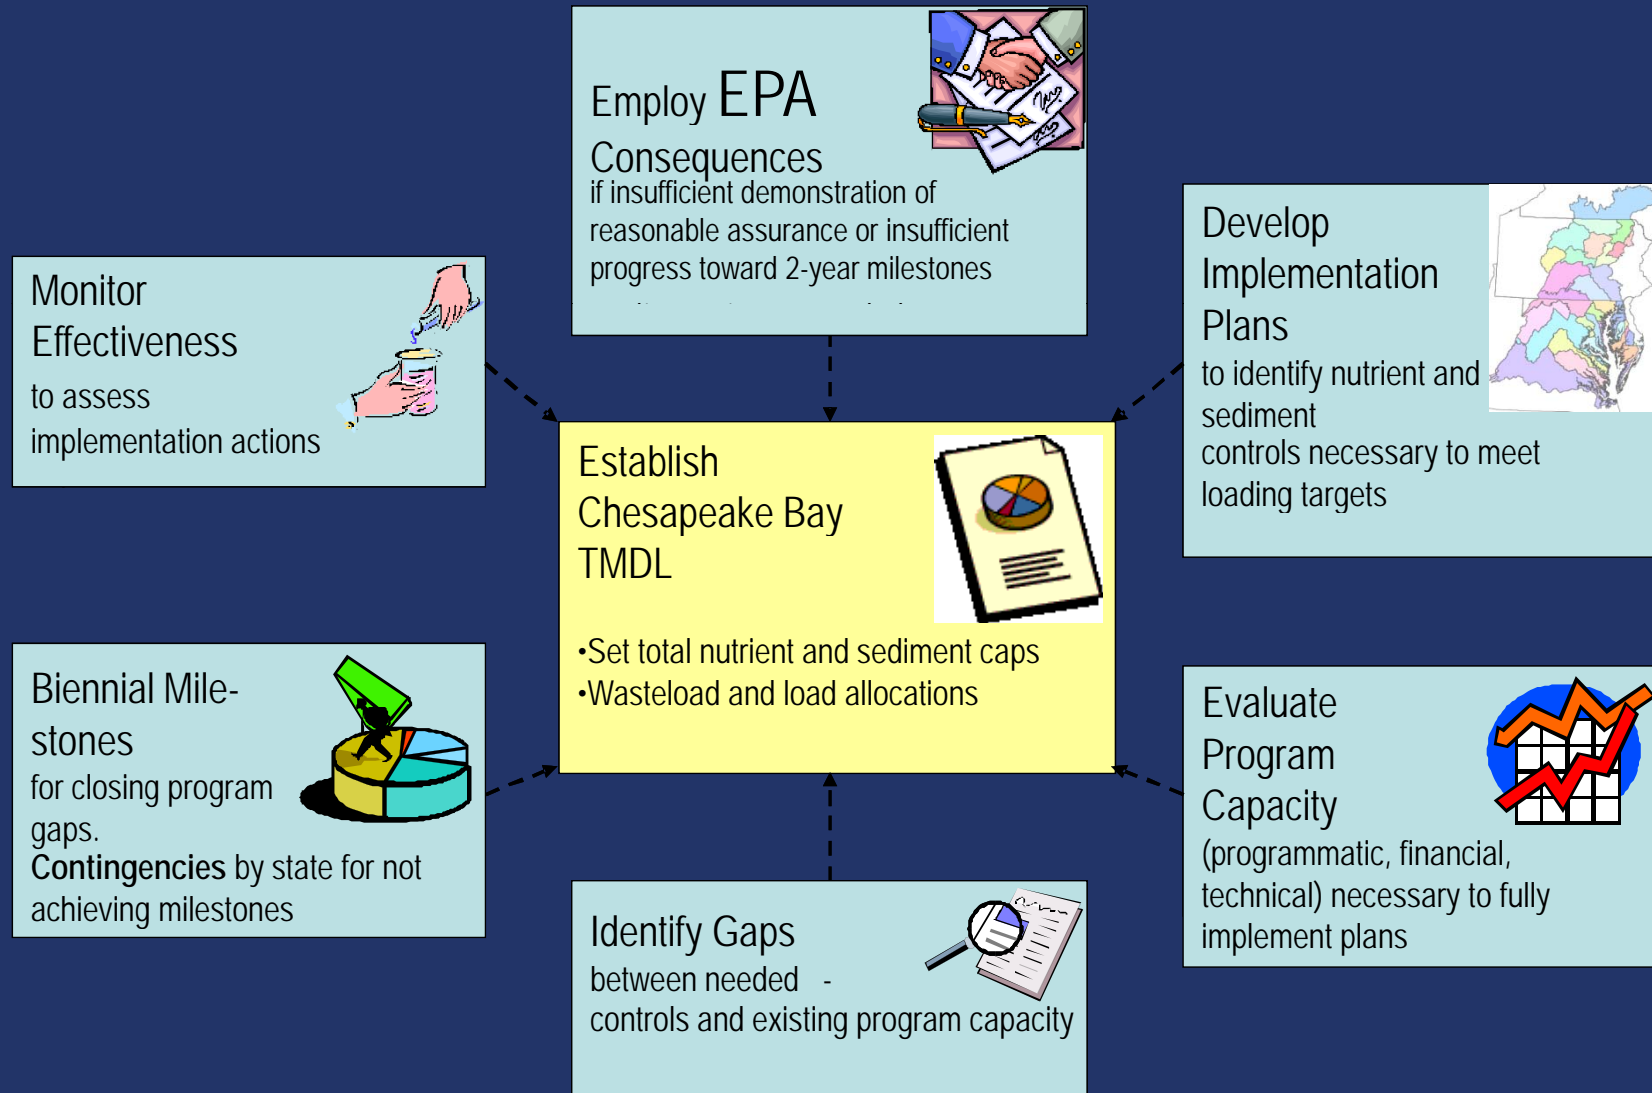 Employ EPA
Consequences
if insufficient demonstration of
reasonable assurance or insufficient
progress toward 2-year milestones
Develop
Implementation
Plans
to identify nutrient and
sediment
controls necessary to meet
loading targets
Monitor
Effectiveness
to assess
implementation actions
Establish
Chesapeake Bay
TMDL
•Set total nutrient and sediment caps
•Wasteload and load allocations
Biennial Mile-
stones
for closing program
gaps.
Contingencies by state for not
achieving milestones
Evaluate
Program
Capacity
(programmatic, financial,
technical) necessary to fully
implement plans
Identify Gaps
between needed -
controls and existing program capacity